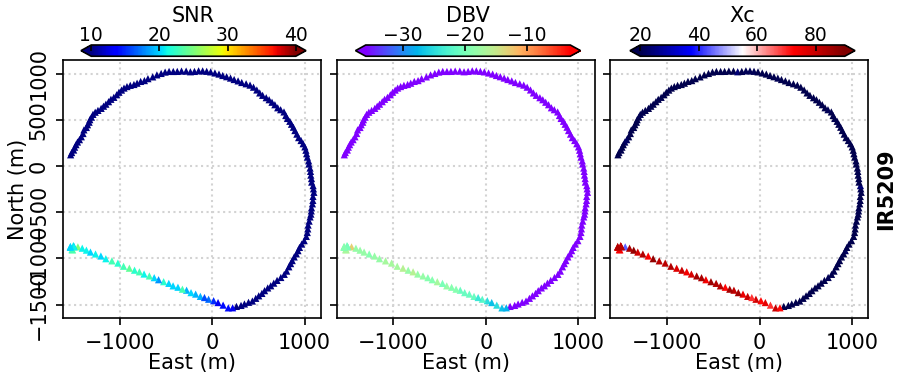 SNR DBV Xc
10 20 30 40 −30 −20 −10 20 40 60 80
1000
500
0
−500
−1000
−1500
North (m)
IR5209
−1000 0 1000 −1000 0 1000 −1000 0 1000
East (m) East (m) East (m)